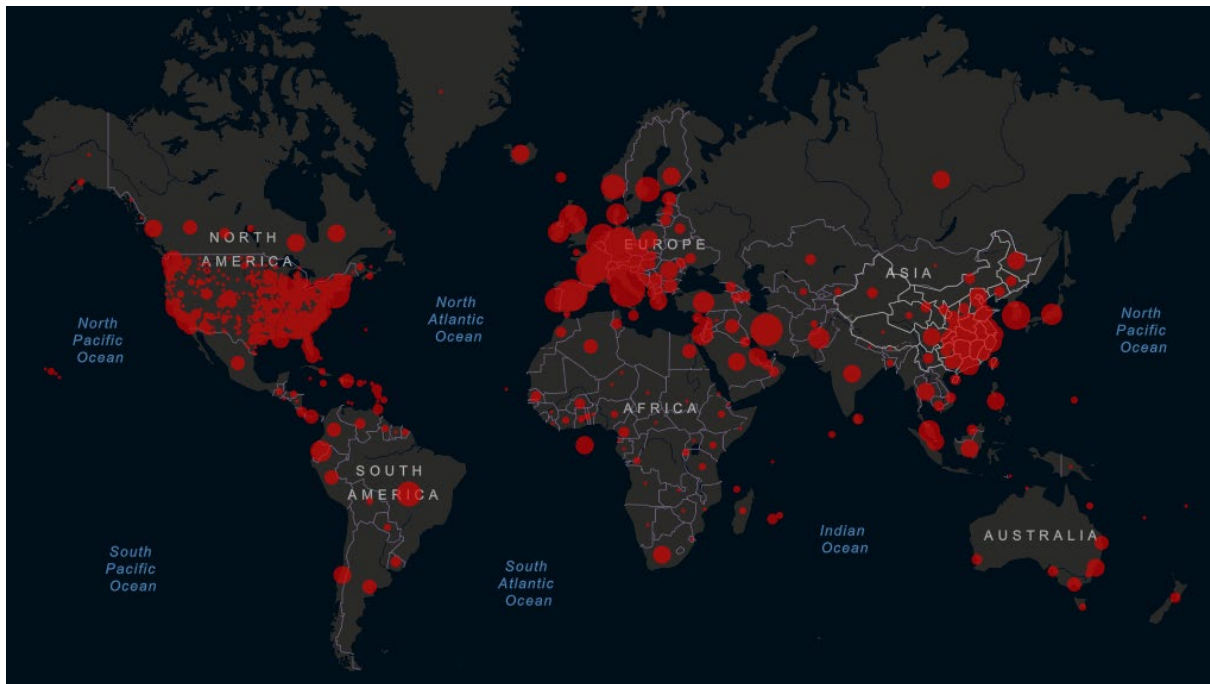 NORTH
AMERICA
EUROPE
ASIA
North
Pacific
Ocean
North
Atlantic
Ocean
North
Pacific
Ocean
AFRICA
SOUTH
AMERICA
Indian
Ocean
AUSTRALIA
South
Pacific
Ocean
South
Atlantic
Ocean